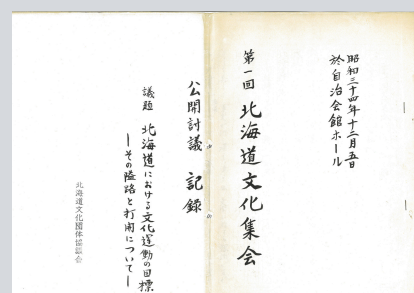 昭和三十四年十二月五日
於自治会館ホール
第一回 北海道文化集会
公開討議 記録
議題 北海道における文化運動の目標
―その隘路と打開について―
北海道文化団体協議会